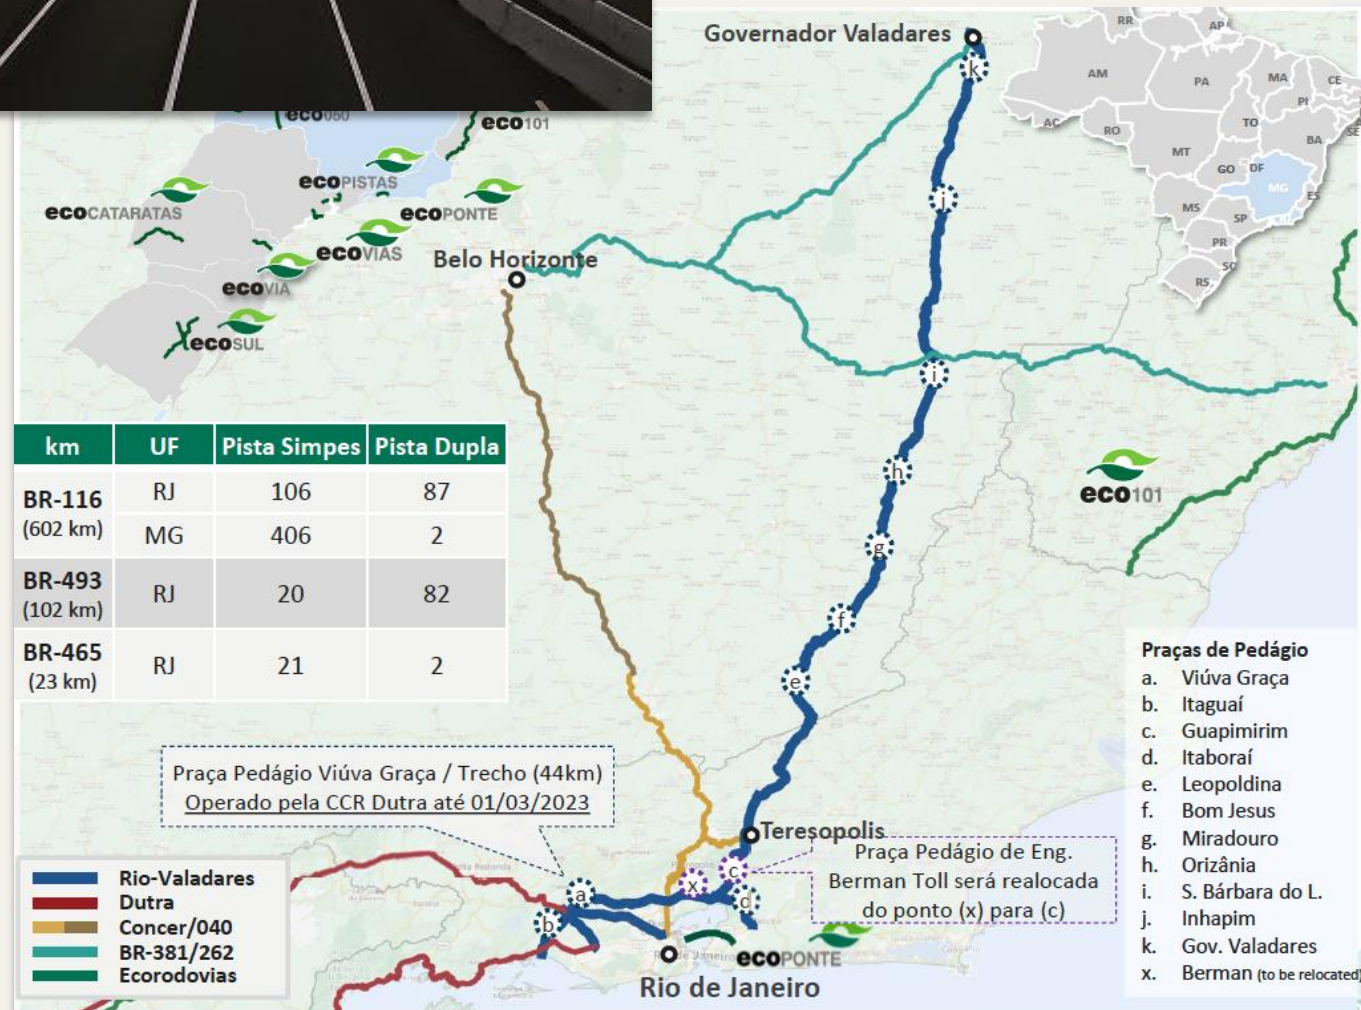 Governador Valadares
k
RR
AP
AM
PA
MA
CE
PI
AC
RO
TO
BA
SE
MT
GO
DF
MG
ES
MS
SP
PR
SC
RS
eco050
eco101
ecoPISTAS
ecoCATARATAS
ecoPONTE
ecoVIAS
ecoVIA
ecoSUL
Belo Horizonte
j
i
h
g
f
e
eco101
km UF Pista Simpes Pista Dupla
BR-116 (602 km) RJ 106 87
MG 406 2
BR-493 (102 km) RJ 20 82
BR-465 (23 km) RJ 21 2
Praça Pedágio Viúva Graça / Trecho (44km)
Operado pela CCR Dutra até 01/03/2023
Teresopolis
Praça Pedágio de Eng.
Berman Toll será realocada
do ponto (x) para (c)
c
x
a
d
b
ecoPONTE
Rio de Janeiro
Rio-Valadares
Dutra
Concer/040
BR-381/262
Ecorodovias
Praças de Pedágio
a. Viúva Graça
b. Itaguaí
c. Guapimirim
d. Itaboraí
e. Leopoldina
f. Bom Jesus
g. Miradouro
h. Orizânia
i. S. Bárbara do L.
j. Inhapim
k. Gov. Valadares
x. Berman (to be relocated)